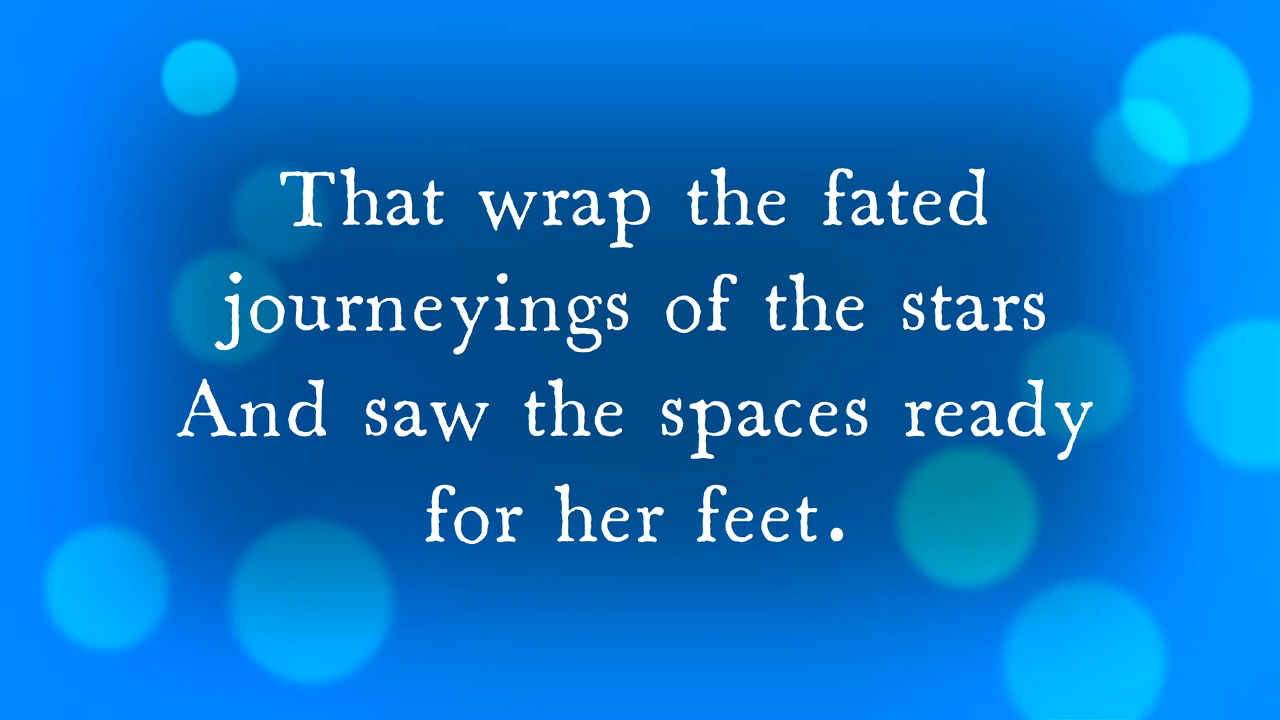 That wrap the fated
journeyings of the stars
And saw the spaces ready
for her feet.